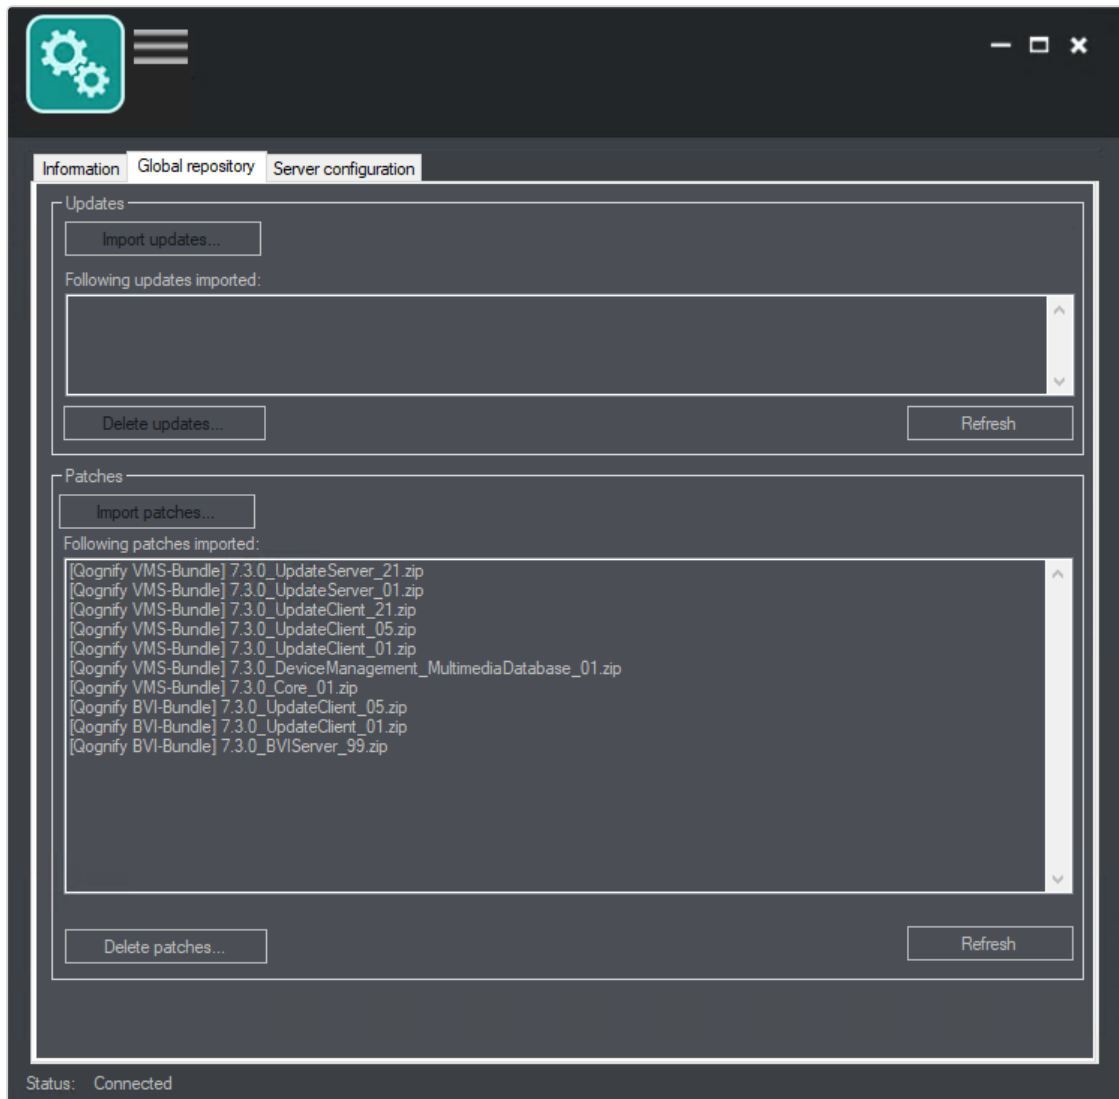 Information Global repository Server configuration
Updates
Import updates...
Following updates imported:
Delete updates... Refresh
Patches
Import patches...
Following patches imported:
[Qognify VMS-Bundle] 7.3.0_UpdateServer_21.zip
[Qognify VMS-Bundle] 7.3.0_UpdateServer_01.zip
[Qognify VMS-Bundle] 7.3.0_UpdateClient_21.zip
[Qognify VMS-Bundle] 7.3.0_UpdateClient_05.zip
[Qognify VMS-Bundle] 7.3.0_UpdateClient_01.zip
[Qognify VMS-Bundle] 7.3.0_DeviceManagement_MultimediaDatabase_01.zip
[Qognify VMS-Bundle] 7.3.0_Core_01.zip
[Qognify BVI-Bundle] 7.3.0_UpdateClient_05.zip
[Qognify BVI-Bundle] 7.3.0_UpdateClient_01.zip
[Qognify BVI-Bundle] 7.3.0_BVIServer_99.zip
Delete patches... Refresh
Status: Connected